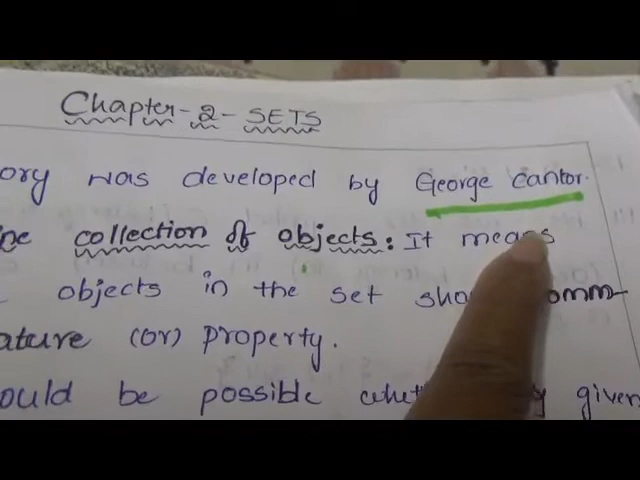 Chapter-2-SETS
ory was developed by George Cantor.
collection of objects: It means
objects in the set
ature (or) property.
ould be possible given